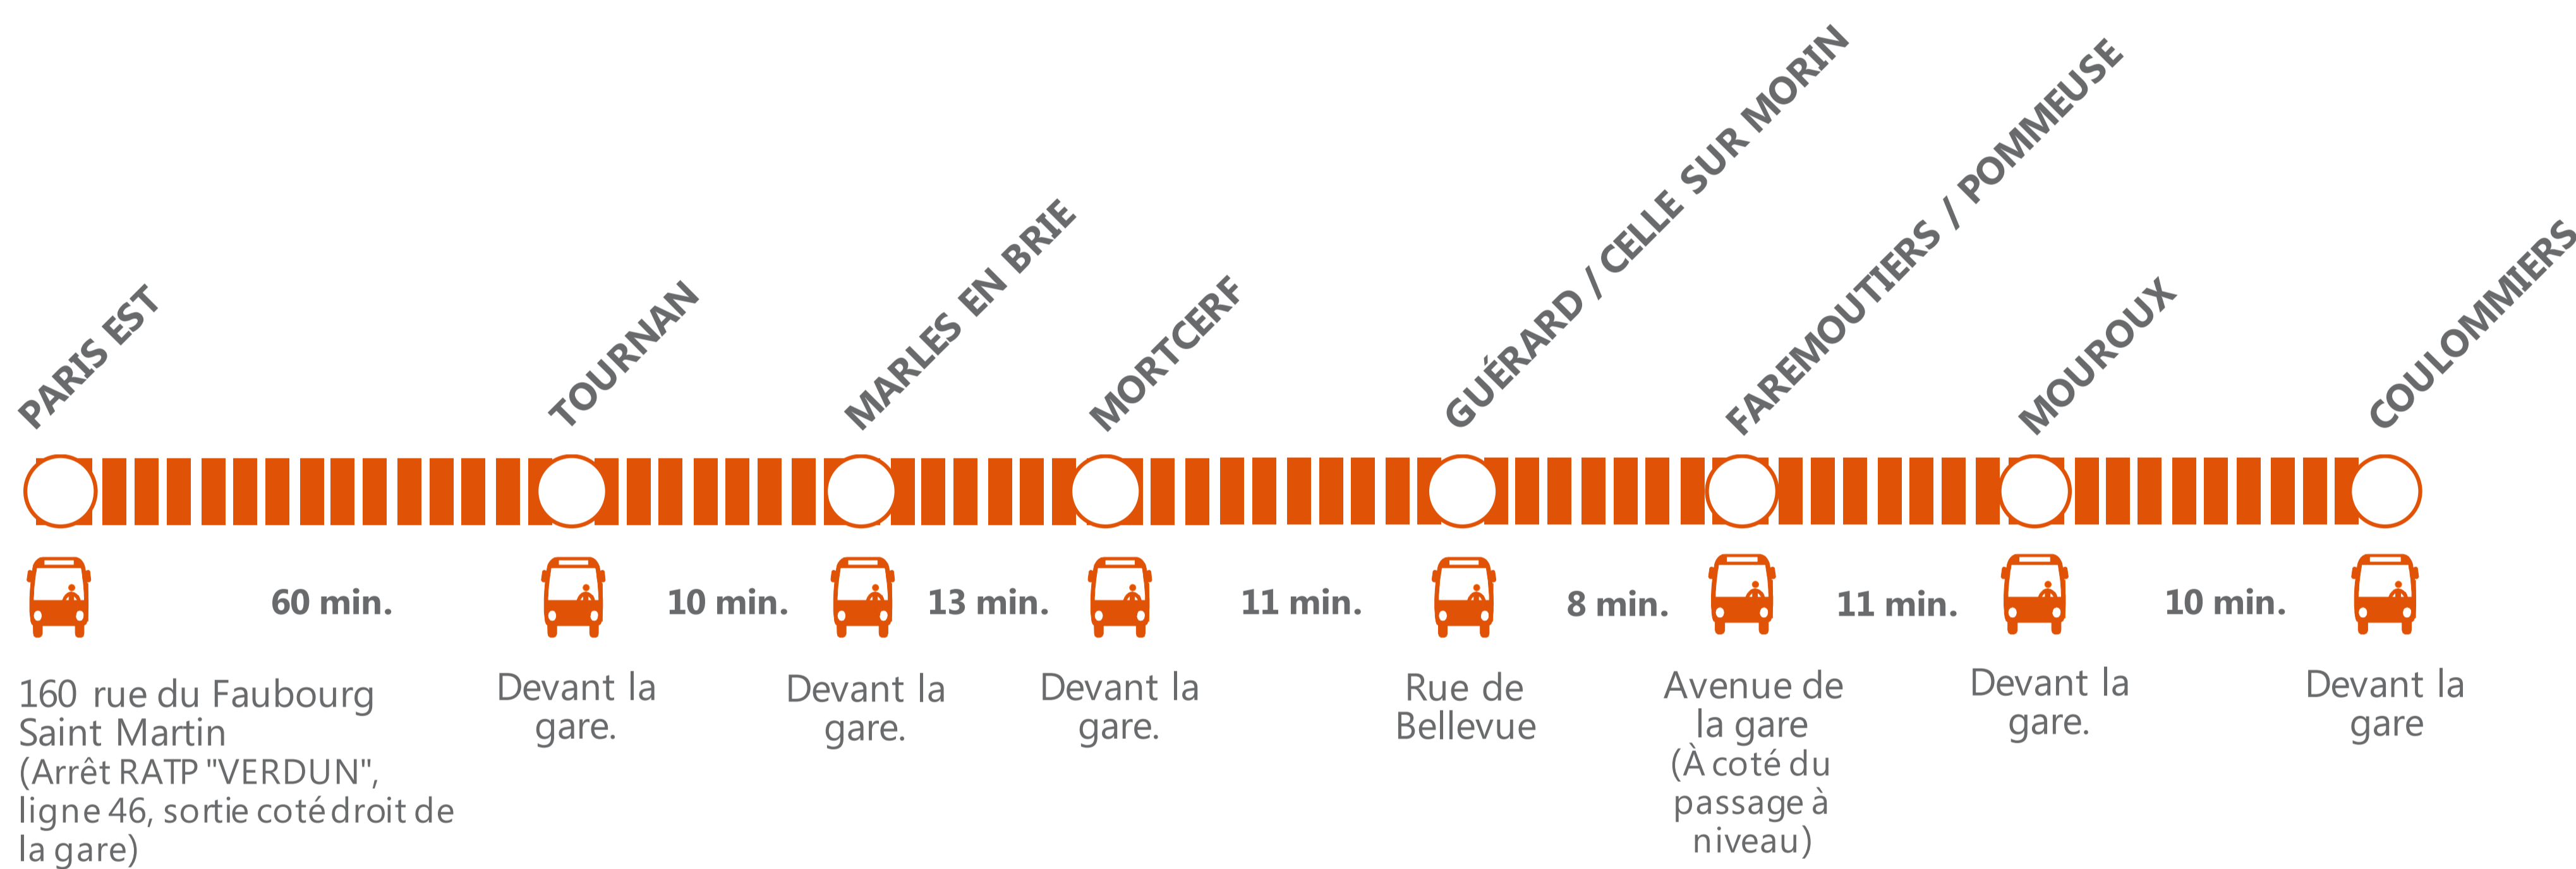 PARIS EST
TOURNAN
MARLES EN BRIE
MORTCERF
GUÉRARD / CELLE SUR MORIN
FAREMOUTIERS / POMMEUSE
MOUROUX
COULOMMIERS
60 min.
10 min.
13 min.
11 min.
8 min.
11 min.
10 min.
160 rue du Faubourg
Saint Martin
(Arrêt RATP "VERDUN",
ligne 46, sortie coté droit de
la gare)
Devant la
gare.
Devant la
gare.
Devant la
gare.
Rue de
Bellevue
Avenue de
la gare
(À coté du
passage à
niveau)
Devant la
gare.
Devant la
gare